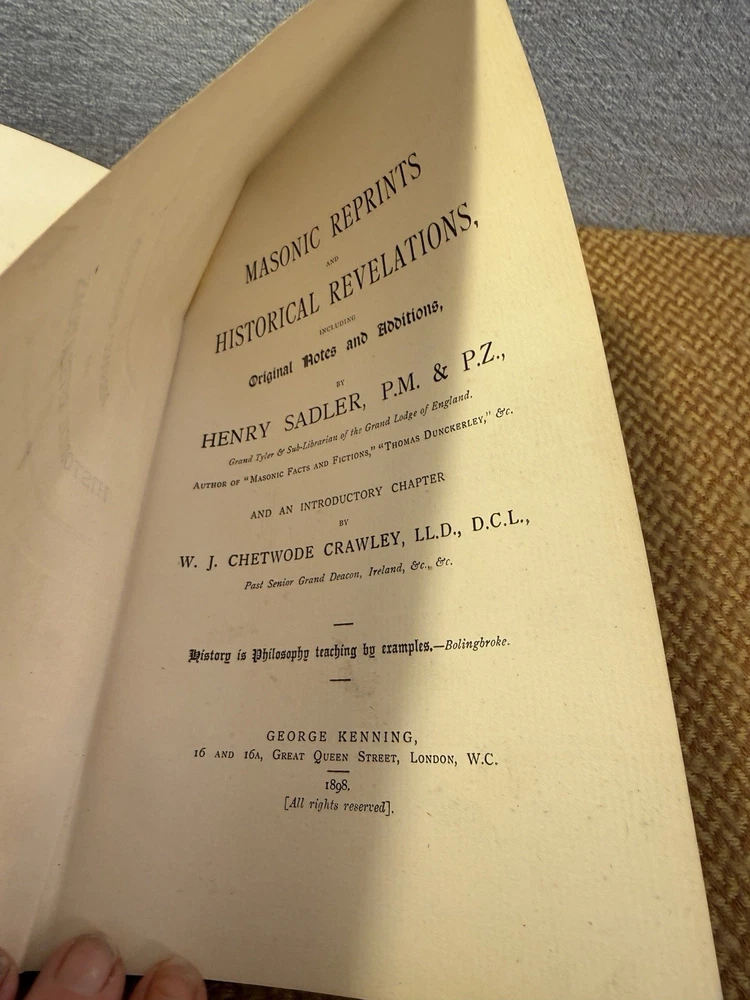 MASONIC REPRINTS
AND
HISTORICAL REVELATIONS,
INCLUDING
Original Notes and Additions,
BY
HENRY SADLER, P.M. & P.Z.,
Grand Tyler & Sub-Librarian of the Grand Lodge of England.
AUTHOR OF "MASONIC FACTS AND FICTIONS," "THOMAS DUNCKERLEY," &c.
AND AN INTRODUCTORY CHAPTER
BY
W. J. CHETWODE CRAWLEY, LL.D., D.C.L.,
Past Senior Grand Deacon, Ireland, &c., &c.
History is Philosophy teaching by examples.—Bolingbroke.
GEORGE KENNING,
16 AND 16A, GREAT QUEEN STREET, LONDON, W.C.
1898.
[All rights reserved].